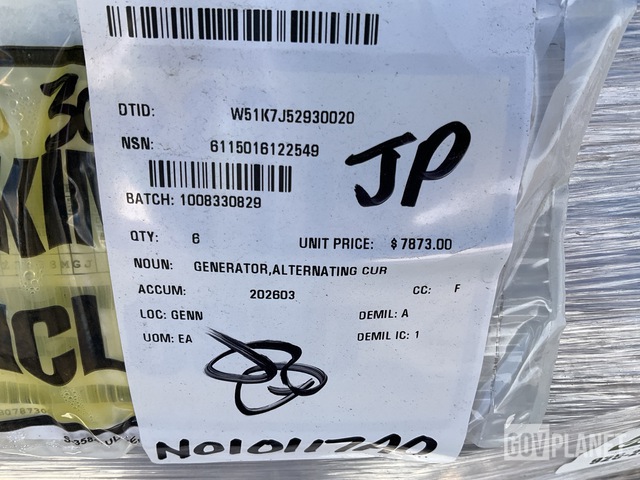 DTID: W51K7J52930020
NSN: 6115016122549
JP
BATCH: 1008330829
QTY: 6 UNIT PRICE: $ 7873.00
NOUN: GENERATOR,ALTERNATING CUR
ACCUM: 202603 CC: F
LOC: GENN DEMIL: A
UOM: EA DEMIL IC: 1
GOVPLANET